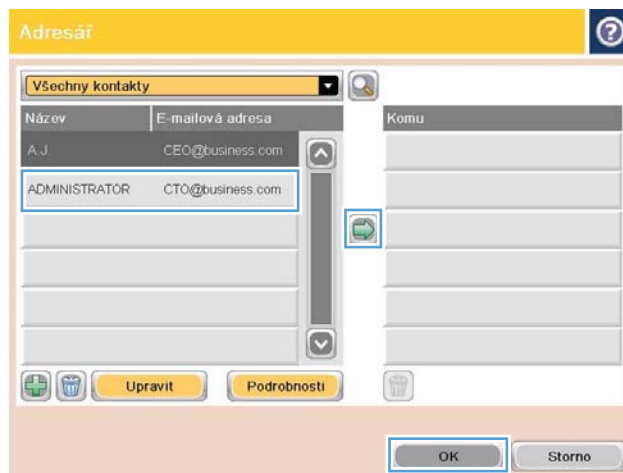 Adresář
Všechny kontakty
Název E-mailová adresa Komu
A.J. CEO@business.com
ADMINISTRATOR CTO@business.com
Upravit Podrobnosti
OK Storno